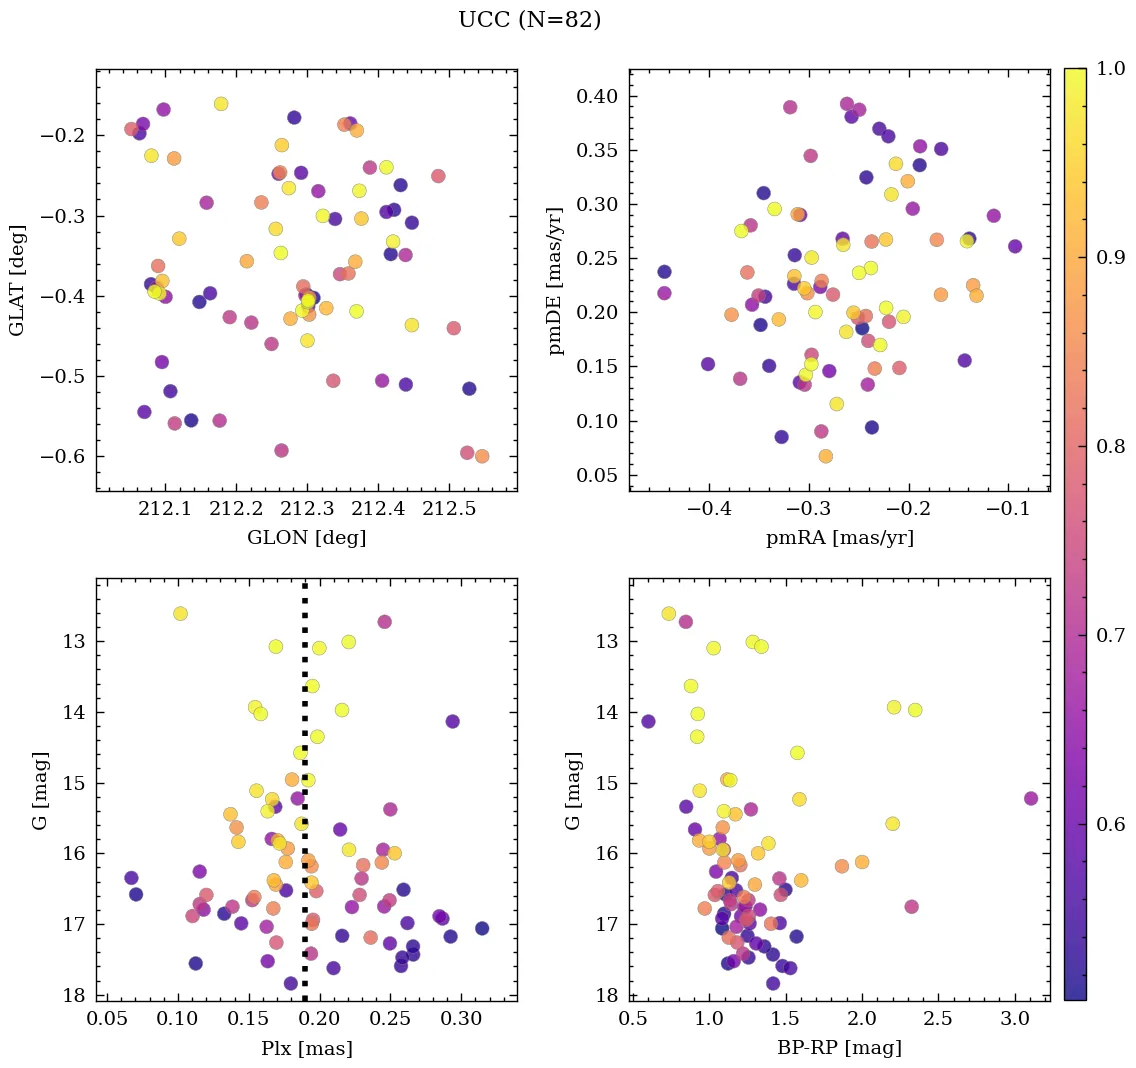 UCC (N=82)
−0.2
−0.3
−0.4
−0.5
−0.6
GLAT [deg]
212.1 212.2 212.3 212.4 212.5
GLON [deg]
0.40
0.35
0.30
0.25
0.20
0.15
0.10
0.05
pmDE [mas/yr]
−0.4 −0.3 −0.2 −0.1
pmRA [mas/yr]
13
14
15
16
17
18
G [mag]
0.05 0.10 0.15 0.20 0.25 0.30
Plx [mas]
13
14
15
16
17
18
G [mag]
0.5 1.0 1.5 2.0 2.5 3.0
BP-RP [mag]
1.0
0.9
0.8
0.7
0.6